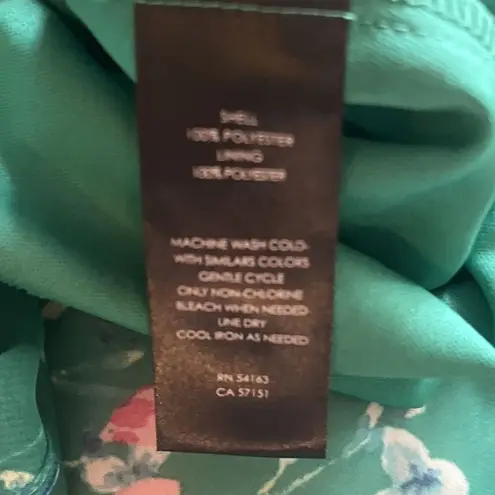 SHELL
100% POLYESTER
LINING
100% POLYESTER
MACHINE WASH COLD-
WITH SIMILARS COLORS
GENTLE CYCLE
ONLY NON-CHLORINE
BLEACH WHEN NEEDED-
LINE DRY
COOL IRON AS NEEDED
RN 54163
CA 57151